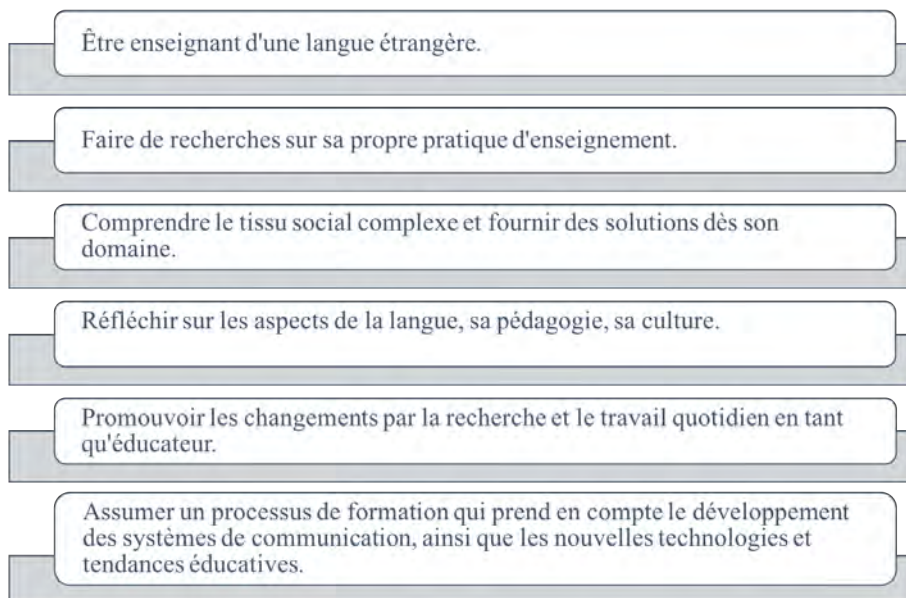 Être enseignant d'une langue étrangère.
Faire de recherches sur sa propre pratique d'enseignement.
Comprendre le tissu social complexe et fournir des solutions dès son
domaine.
Réfléchir sur les aspects de la langue, sa pédagogie, sa culture.
Promouvoir les changements par la recherche et le travail quotidien en tant
qu'éducateur.
Assumer un processus de formation qui prend en compte le développement
des systèmes de communication, ainsi que les nouvelles technologies et
tendances éducatives.